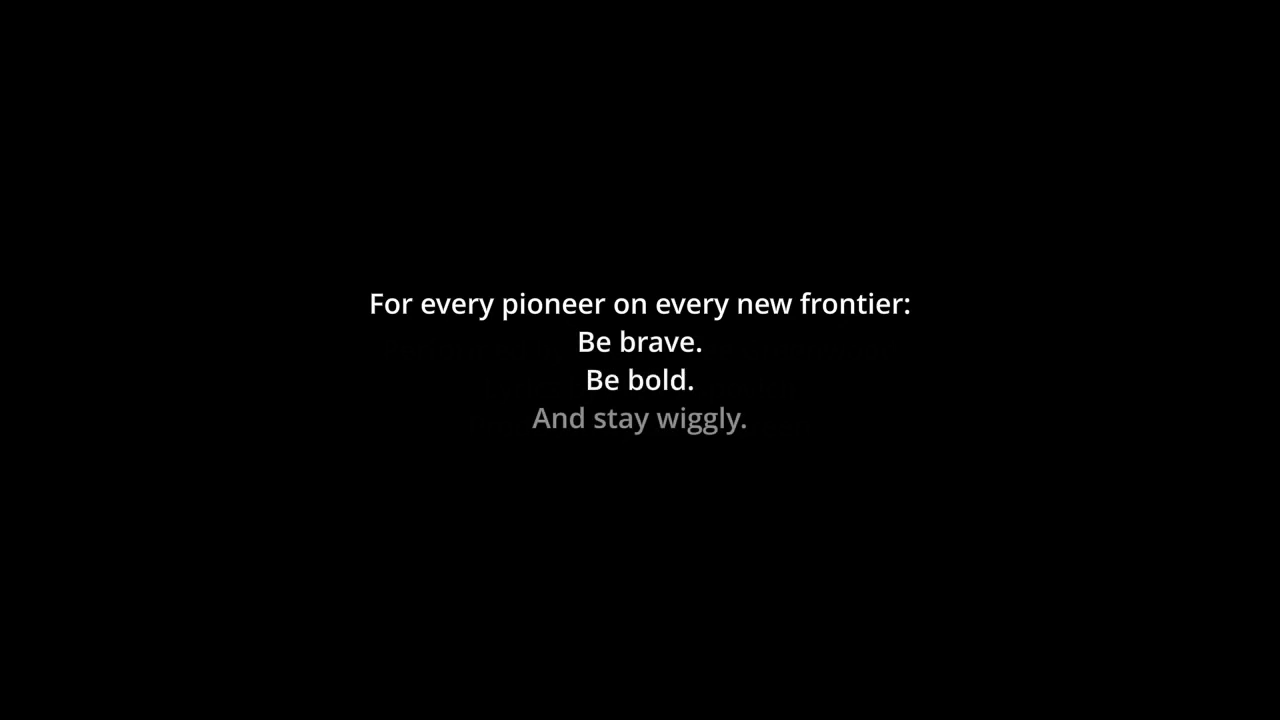 For every pioneer on every new frontier:
Be brave.
Be bold.
And stay wiggly.